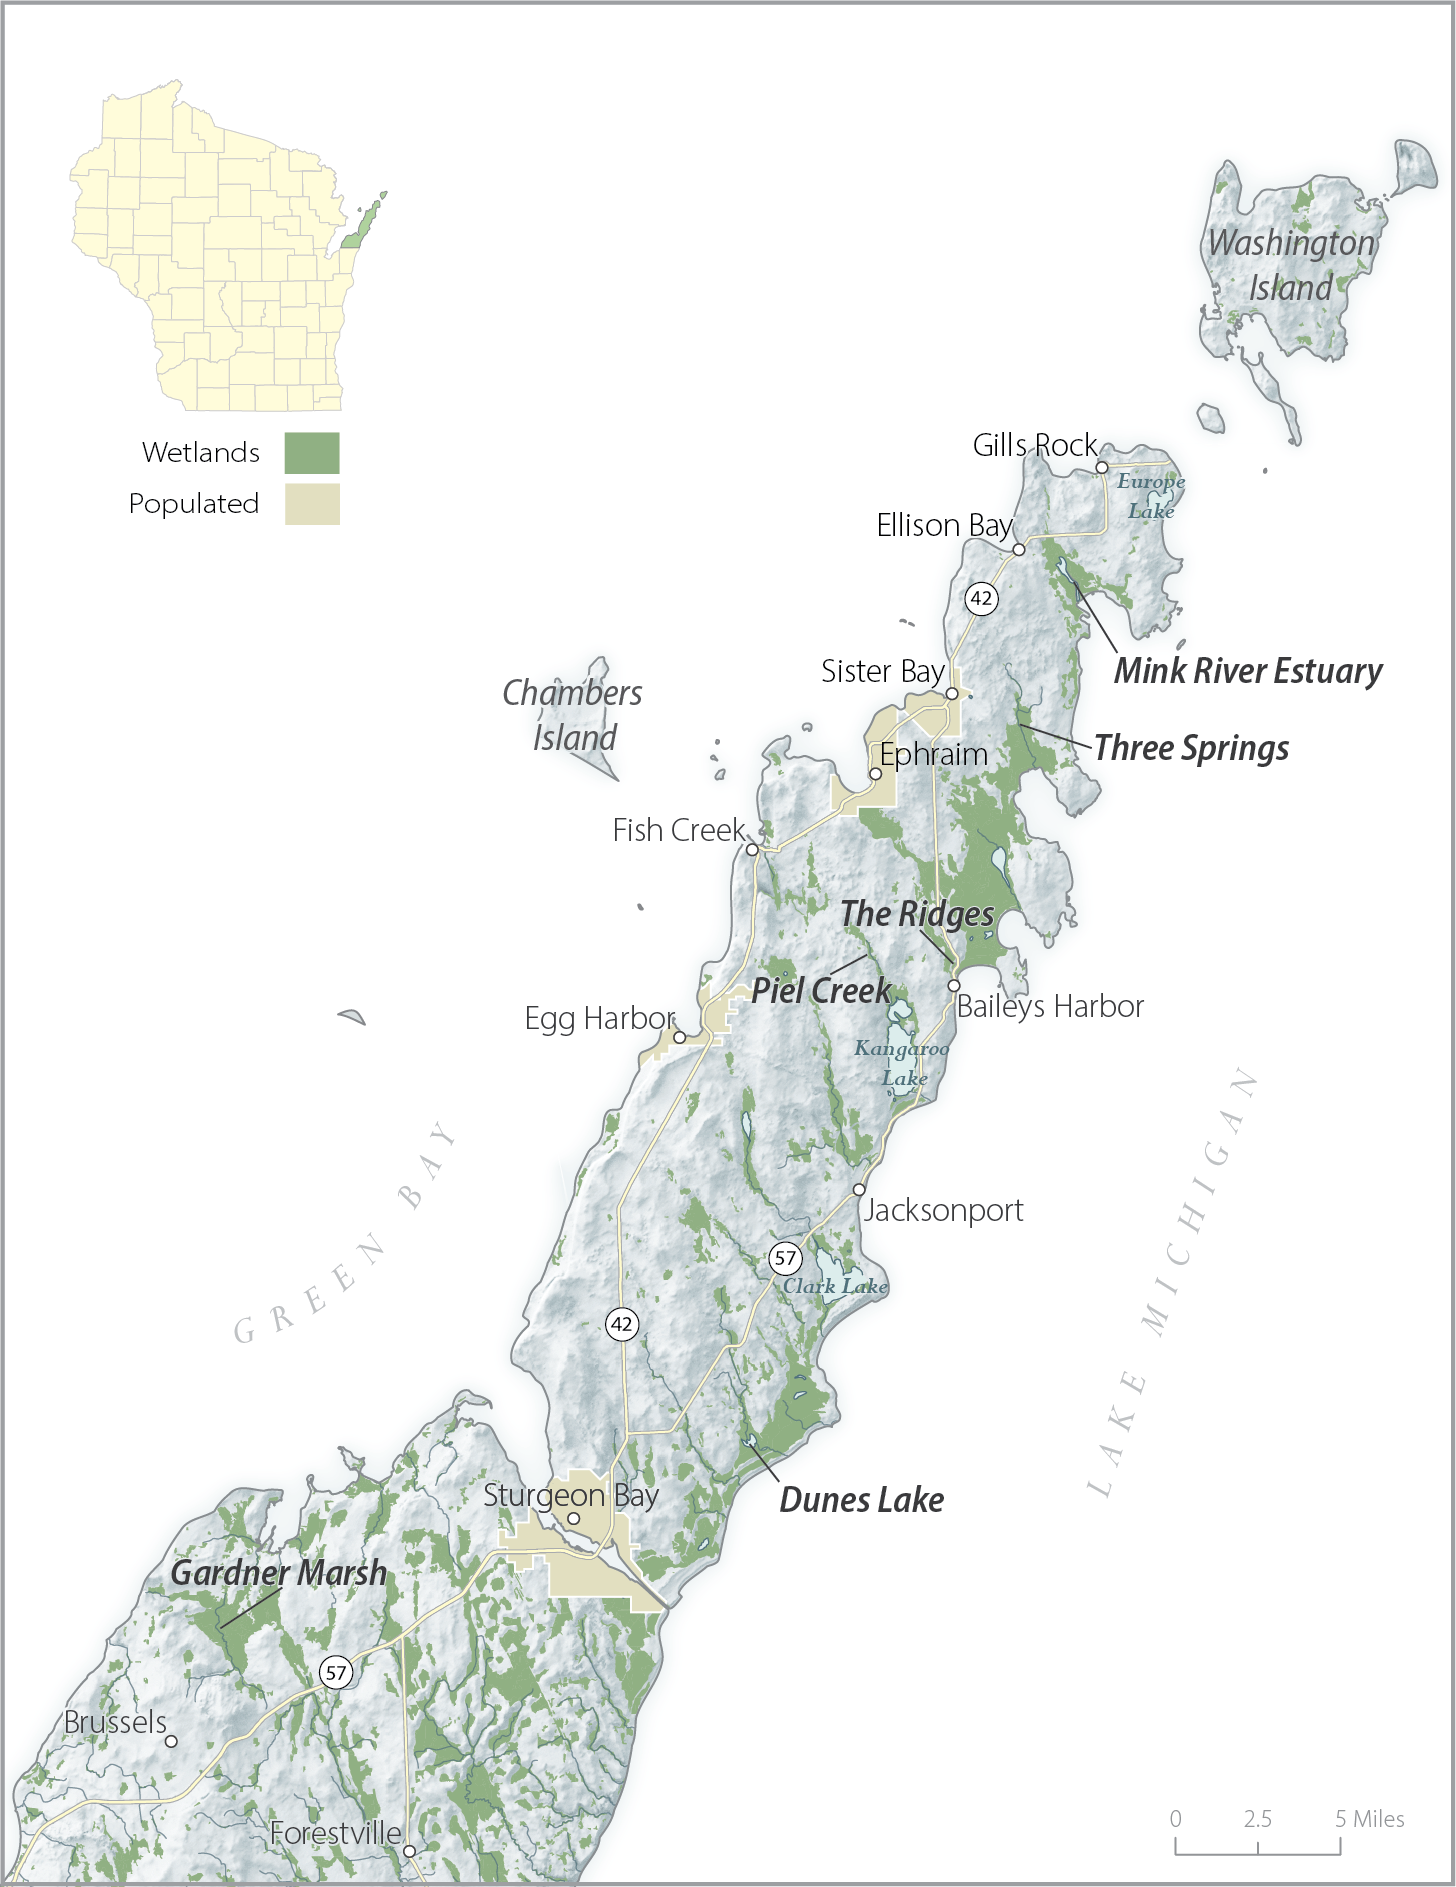 Washington
Island
Wetlands
Populated
Gills Rock
Europe
Lake
Ellison Bay
42
Mink River Estuary
Sister Bay
Chambers
Island
Three Springs
Ephraim
Fish Creek
The Ridges
Piel Creek
Baileys Harbor
Egg Harbor
Kangaroo
Lake
GREEN BAY
LAKE MICHIGAN
Jacksonport
57
Clark Lake
42
Sturgeon Bay
Dunes Lake
Gardner Marsh
57
Brussels
Forestville
0 2.5 5 Miles